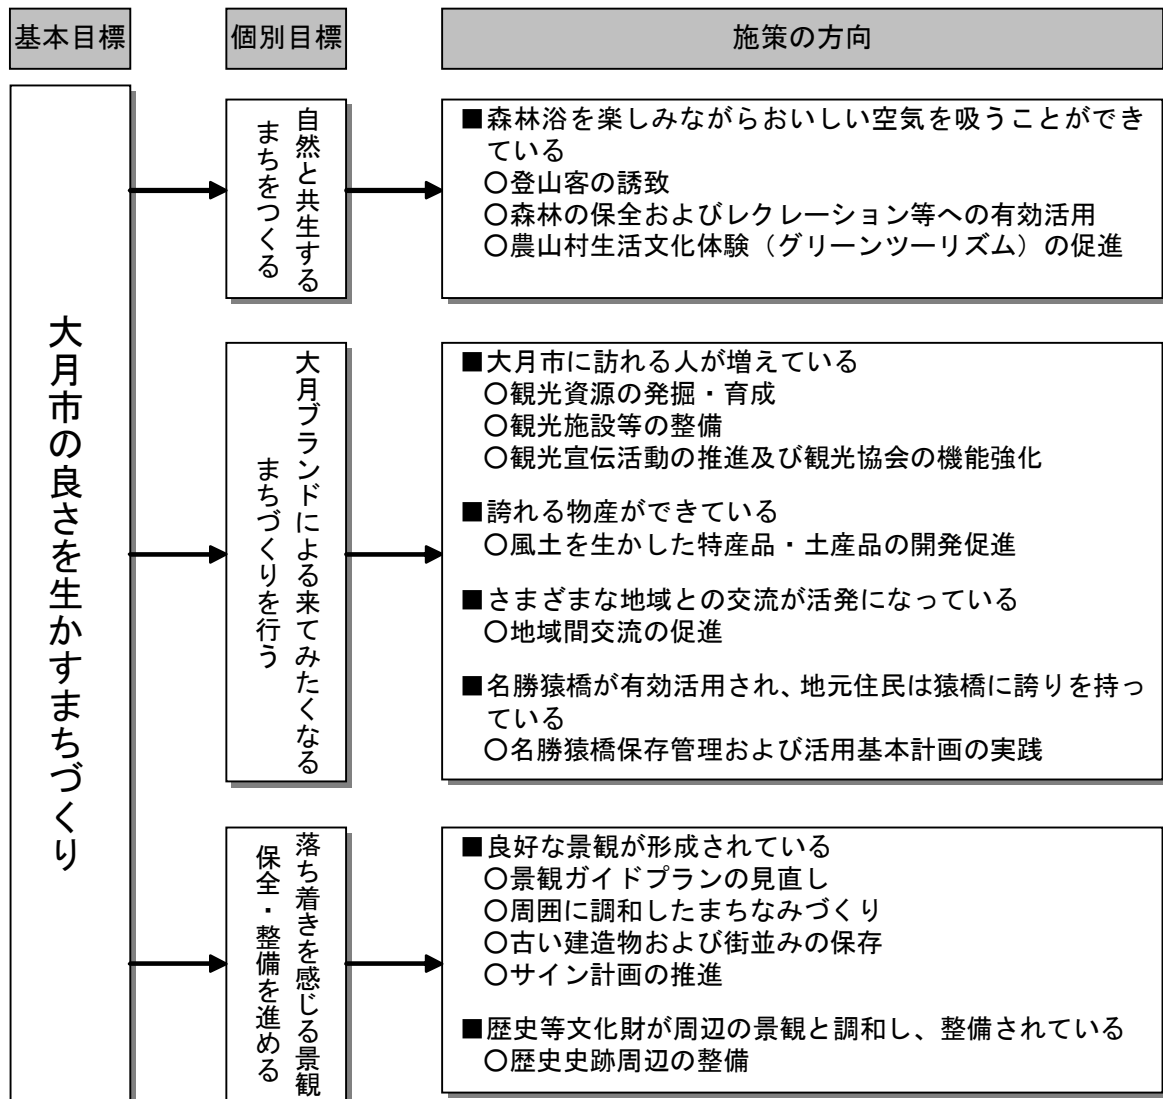 基本目標
個別目標
施策の方向
大月市の良さを生かすまちづくり
自然と共生する
まちをつくる
■森林浴を楽しみながらおいしい空気を吸うことができ
ている
〇登山客の誘致
〇森林の保全およびレクレーション等への有効活用
〇農山村生活文化体験（グリーンツーリズム）の促進
大月ブランドによる来てみたくなる
まちづくりを行う
■大月市に訪れる人が増えている
〇観光資源の発掘・育成
〇観光施設等の整備
〇観光宣伝活動の推進及び観光協会の機能強化
■誇れる物産ができている
〇風土を生かした特産品・土産品の開発促進
■さまざまな地域との交流が活発になっている
〇地域間交流の促進
■名勝猿橋が有効活用され、地元住民は猿橋に誇りを持っ
ている
〇名勝猿橋保存管理および活用基本計画の実践
落ち着きを感じる景観
保全・整備を進める
■良好な景観が形成されている
〇景観ガイドプランの見直し
〇周囲に調和したまちなみづくり
〇古い建造物および街並みの保存
〇サイン計画の推進
■歴史等文化財が周辺の景観と調和し、整備されている
〇歴史史跡周辺の整備